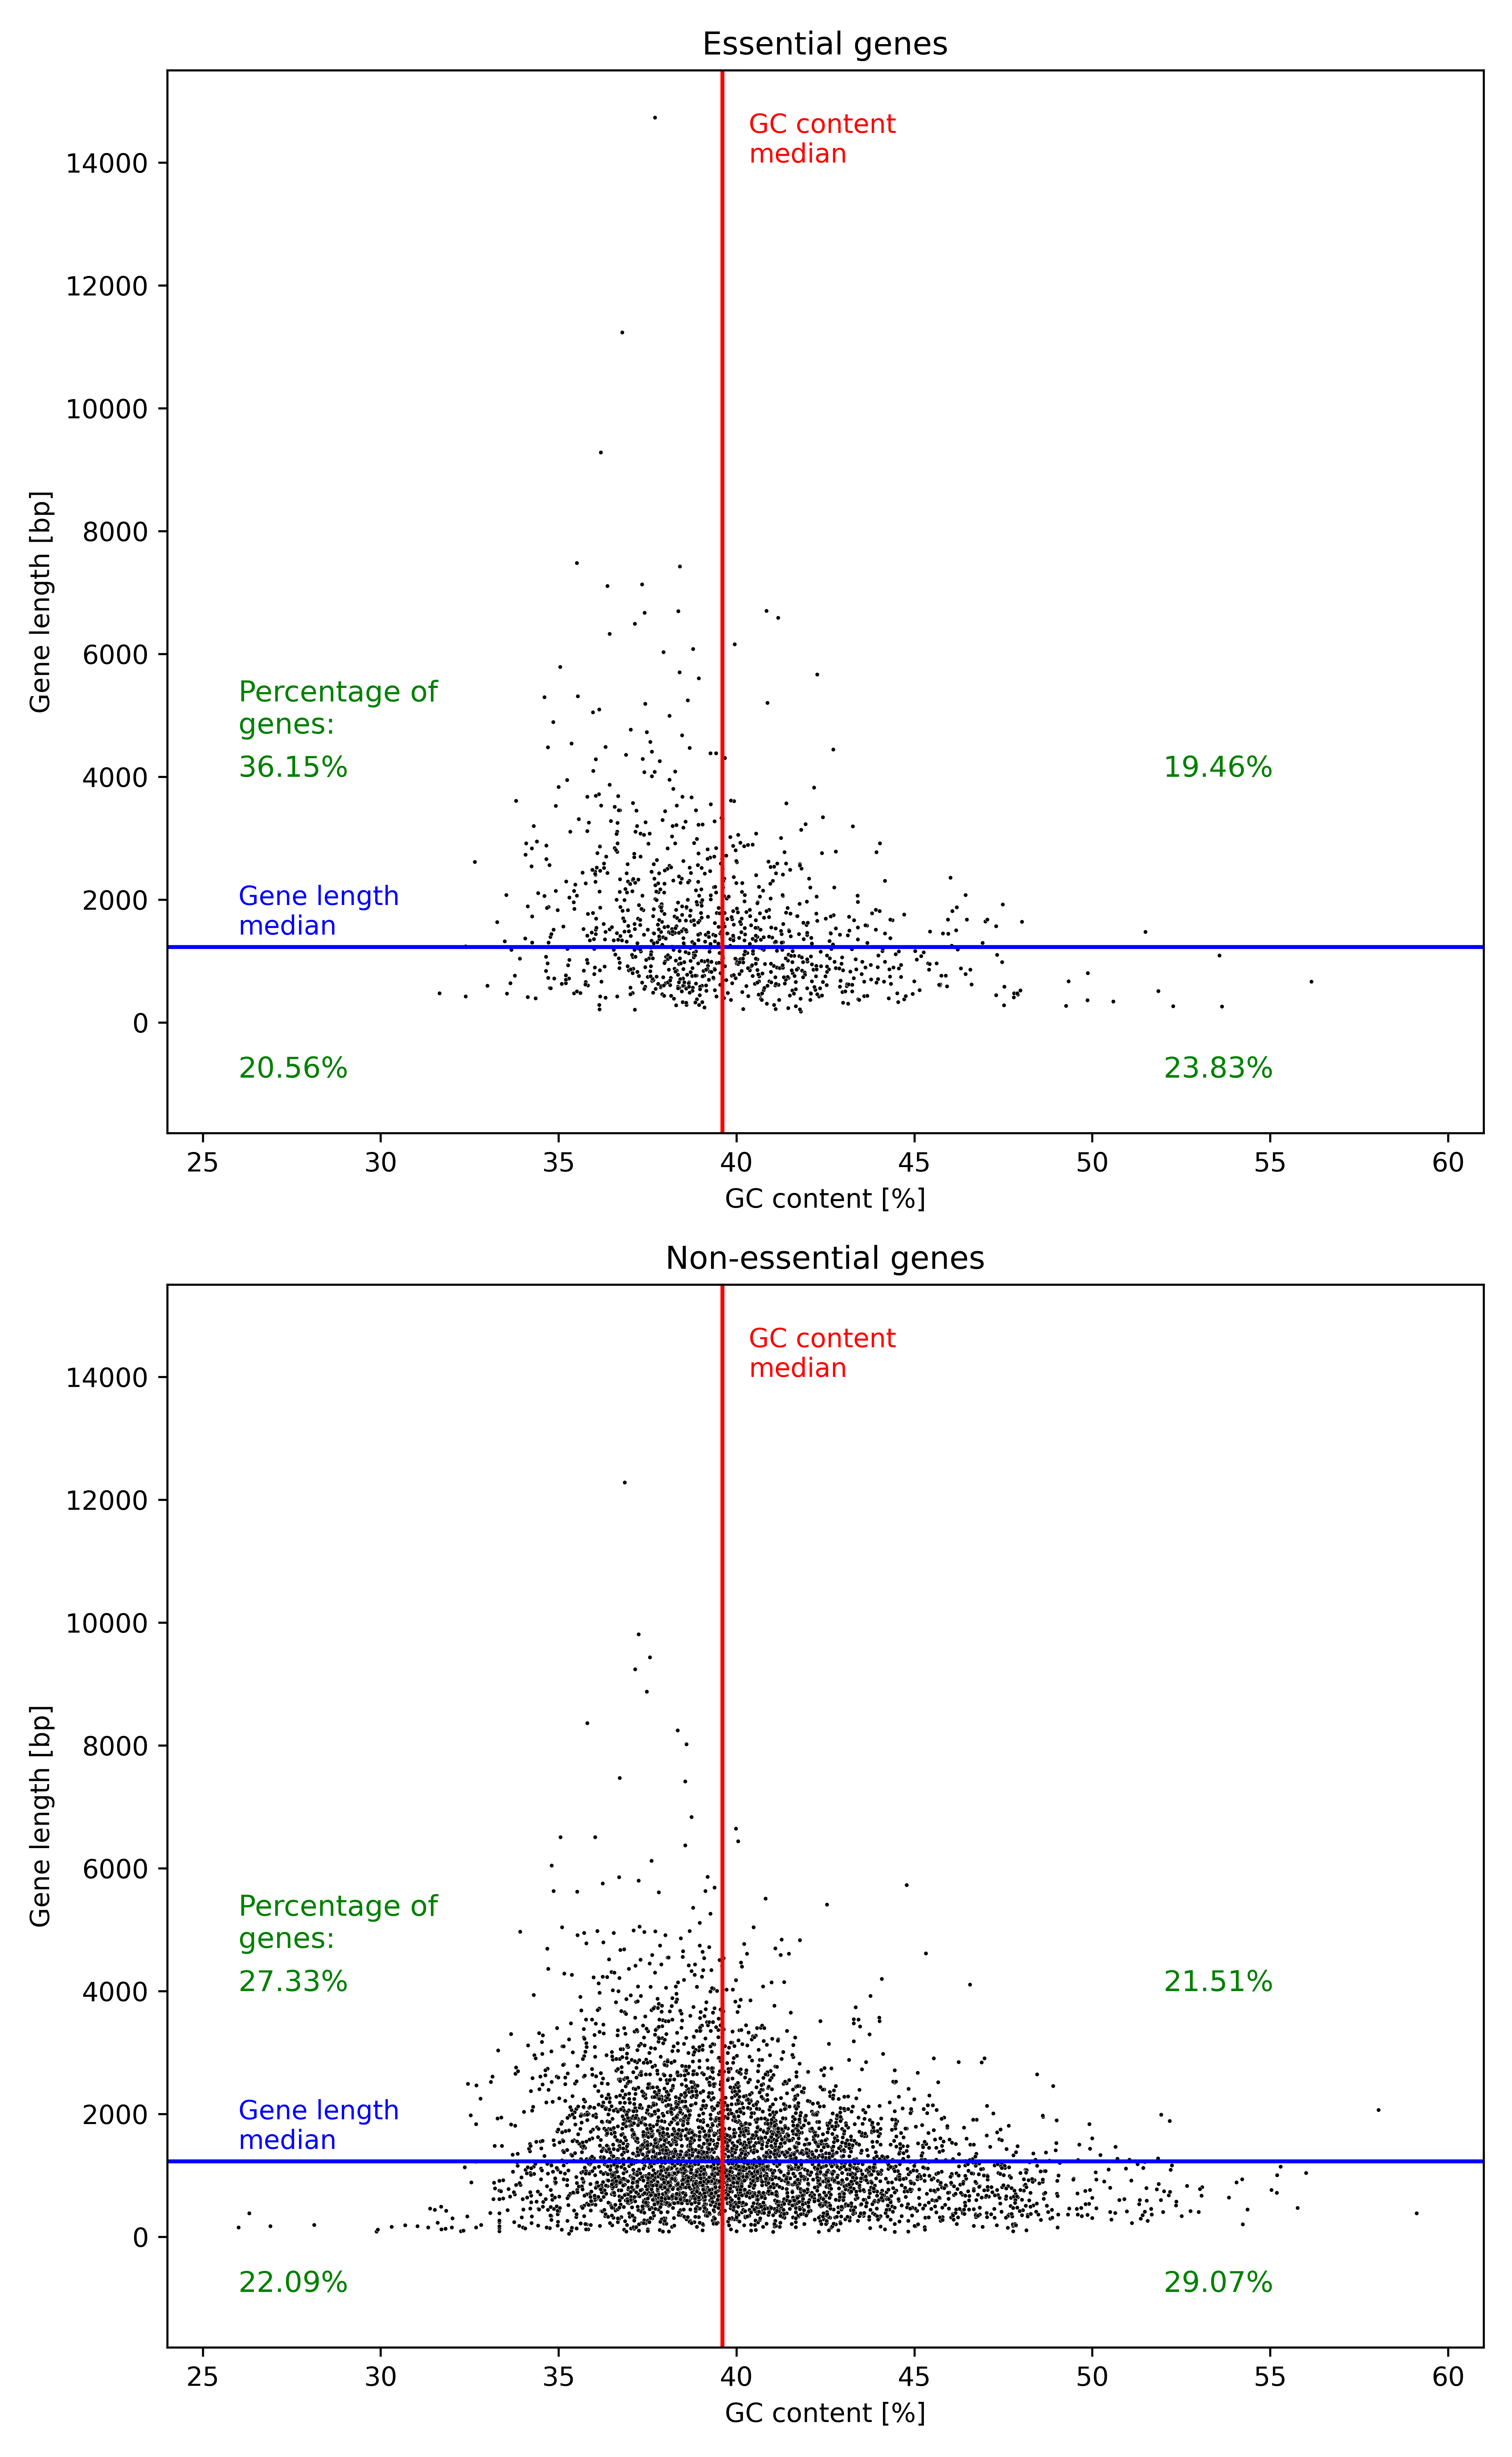 Essential genes
GC content
median
14000
12000
10000
8000
6000
4000
2000
0
Gene length [bp]
Percentage of
genes:
36.15%
19.46%
Gene length
median
20.56%
23.83%
25 30 35 40 45 50 55 60
GC content [%]
Non-essential genes
GC content
median
14000
12000
10000
8000
6000
4000
2000
0
Gene length [bp]
Percentage of
genes:
27.33%
21.51%
Gene length
median
22.09%
29.07%
25 30 35 40 45 50 55 60
GC content [%]